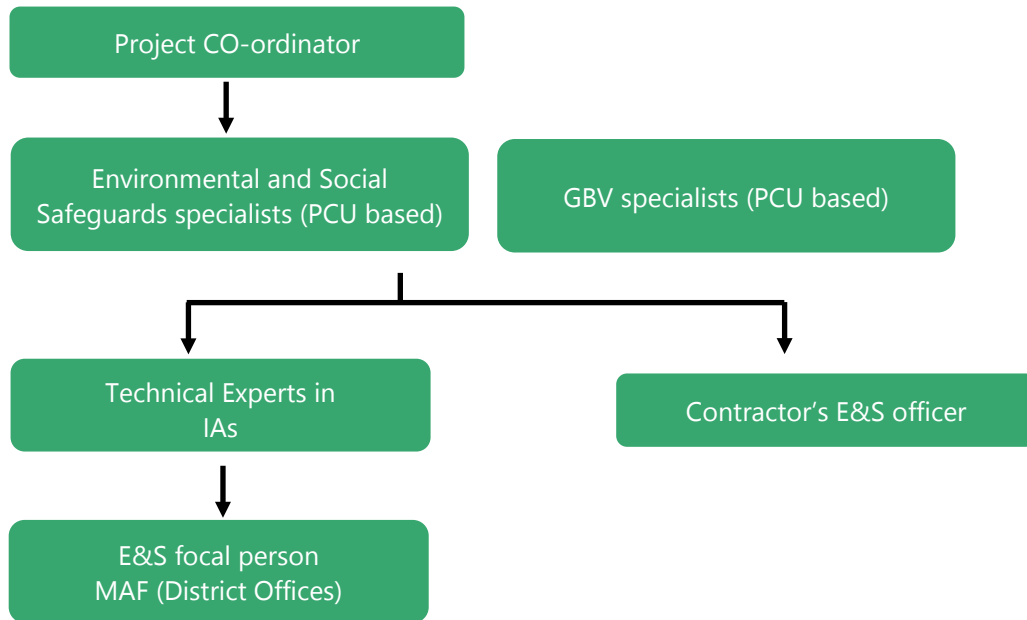 Project CO-ordinator
Environmental and Social
Safeguards specialists (PCU based)
GBV specialists (PCU based)
Technical Experts in
IAs
Contractor’s E&S officer
E&S focal person
MAF (District Offices)